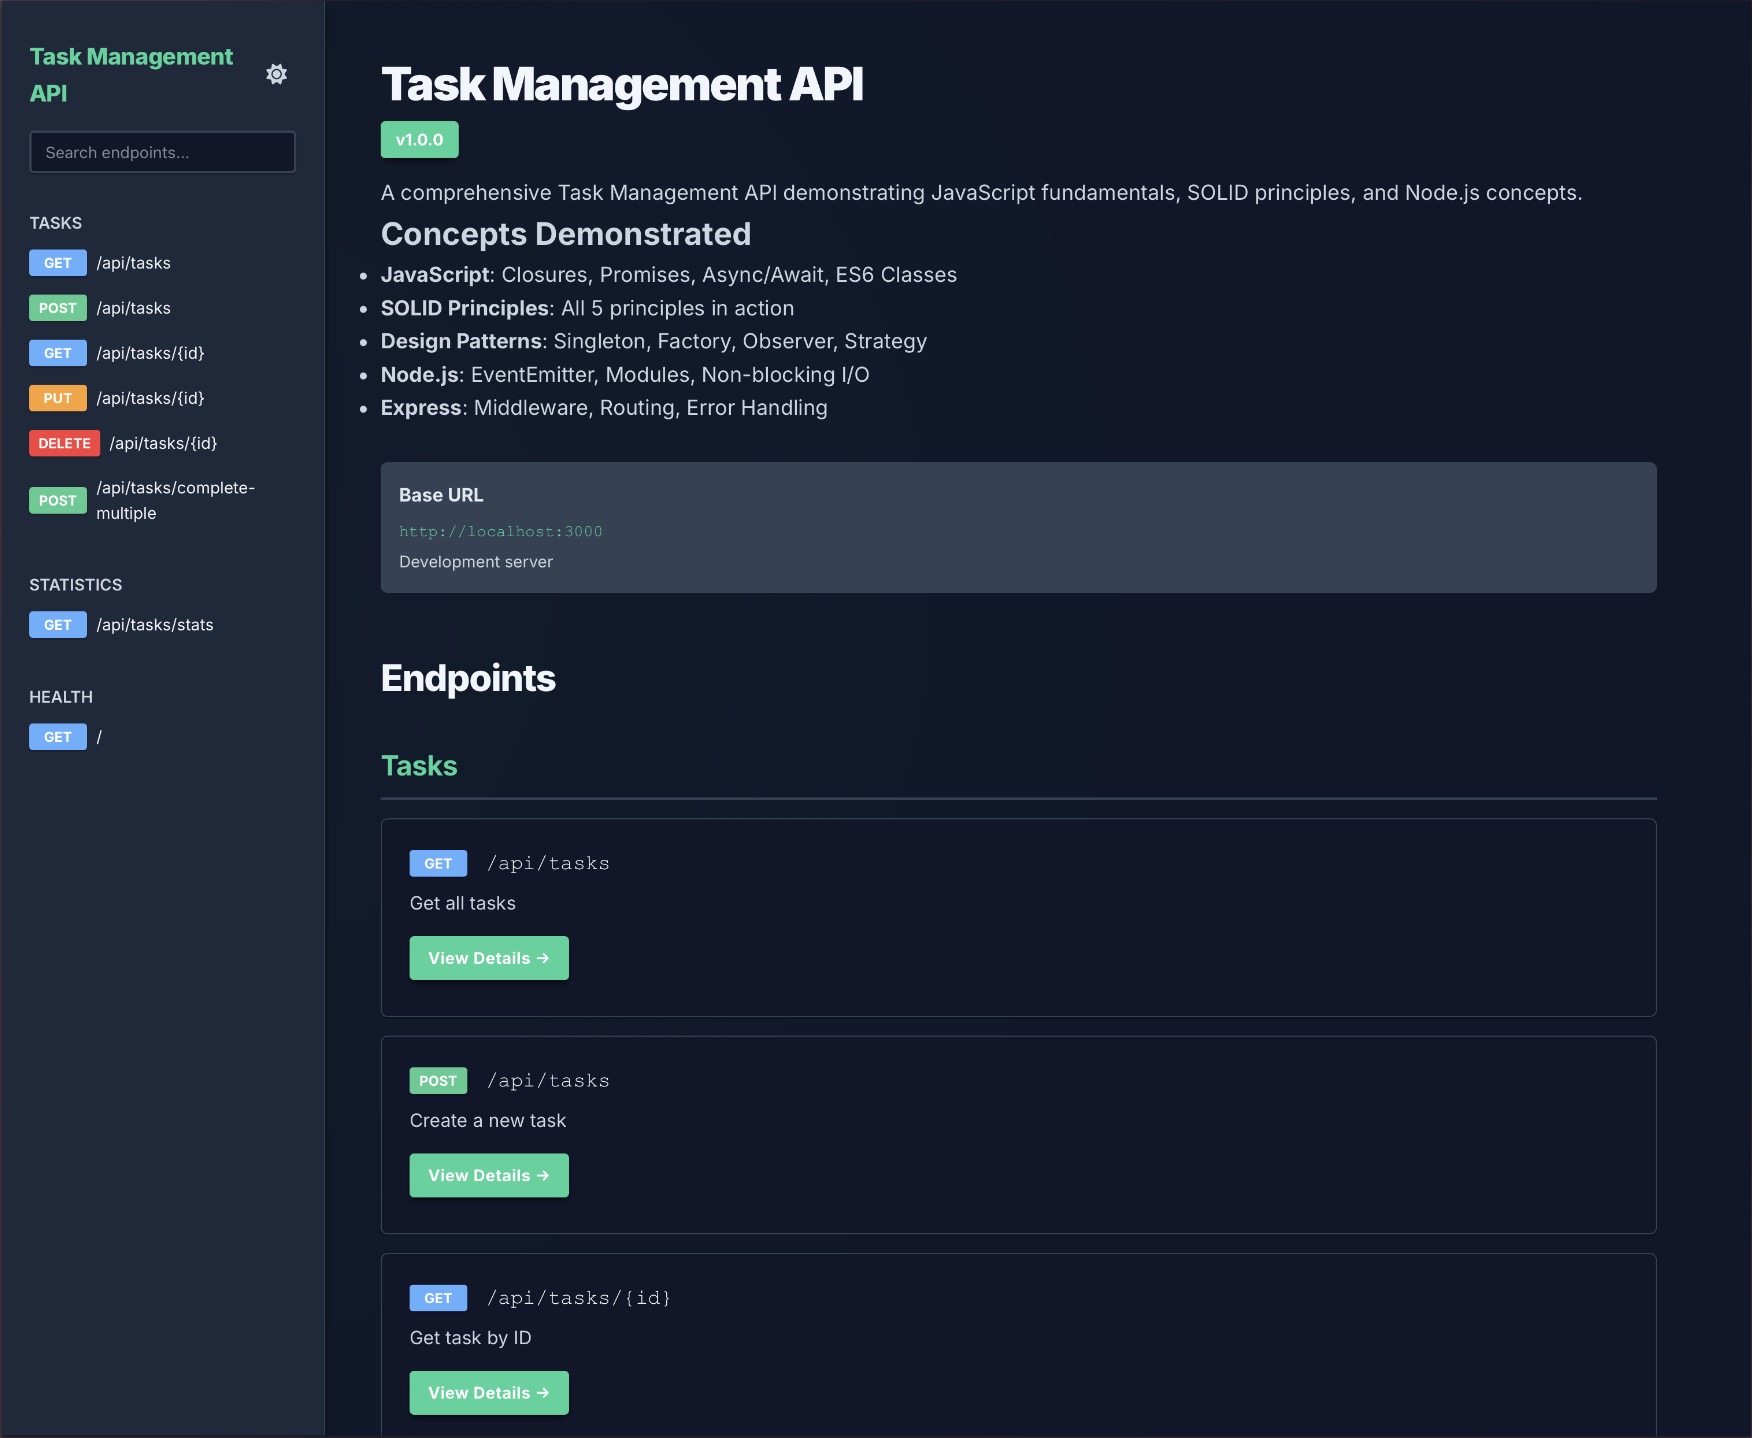 Task Management
API
Search endpoints...
TASKS
GET /api/tasks
POST /api/tasks
GET /api/tasks/{id}
PUT /api/tasks/{id}
DELETE /api/tasks/{id}
POST /api/tasks/complete-
multiple
STATISTICS
GET /api/tasks/stats
HEALTH
GET /
Task Management API
v1.0.0
A comprehensive Task Management API demonstrating JavaScript fundamentals, SOLID principles, and Node.js concepts.
Concepts Demonstrated
• JavaScript: Closures, Promises, Async/Await, ES6 Classes
• SOLID Principles: All 5 principles in action
• Design Patterns: Singleton, Factory, Observer, Strategy
• Node.js: EventEmitter, Modules, Non-blocking I/O
• Express: Middleware, Routing, Error Handling
Base URL
http://localhost:3000
Development server
Endpoints
Tasks
GET /api/tasks
Get all tasks
View Details →
POST /api/tasks
Create a new task
View Details →
GET /api/tasks/{id}
Get task by ID
View Details →